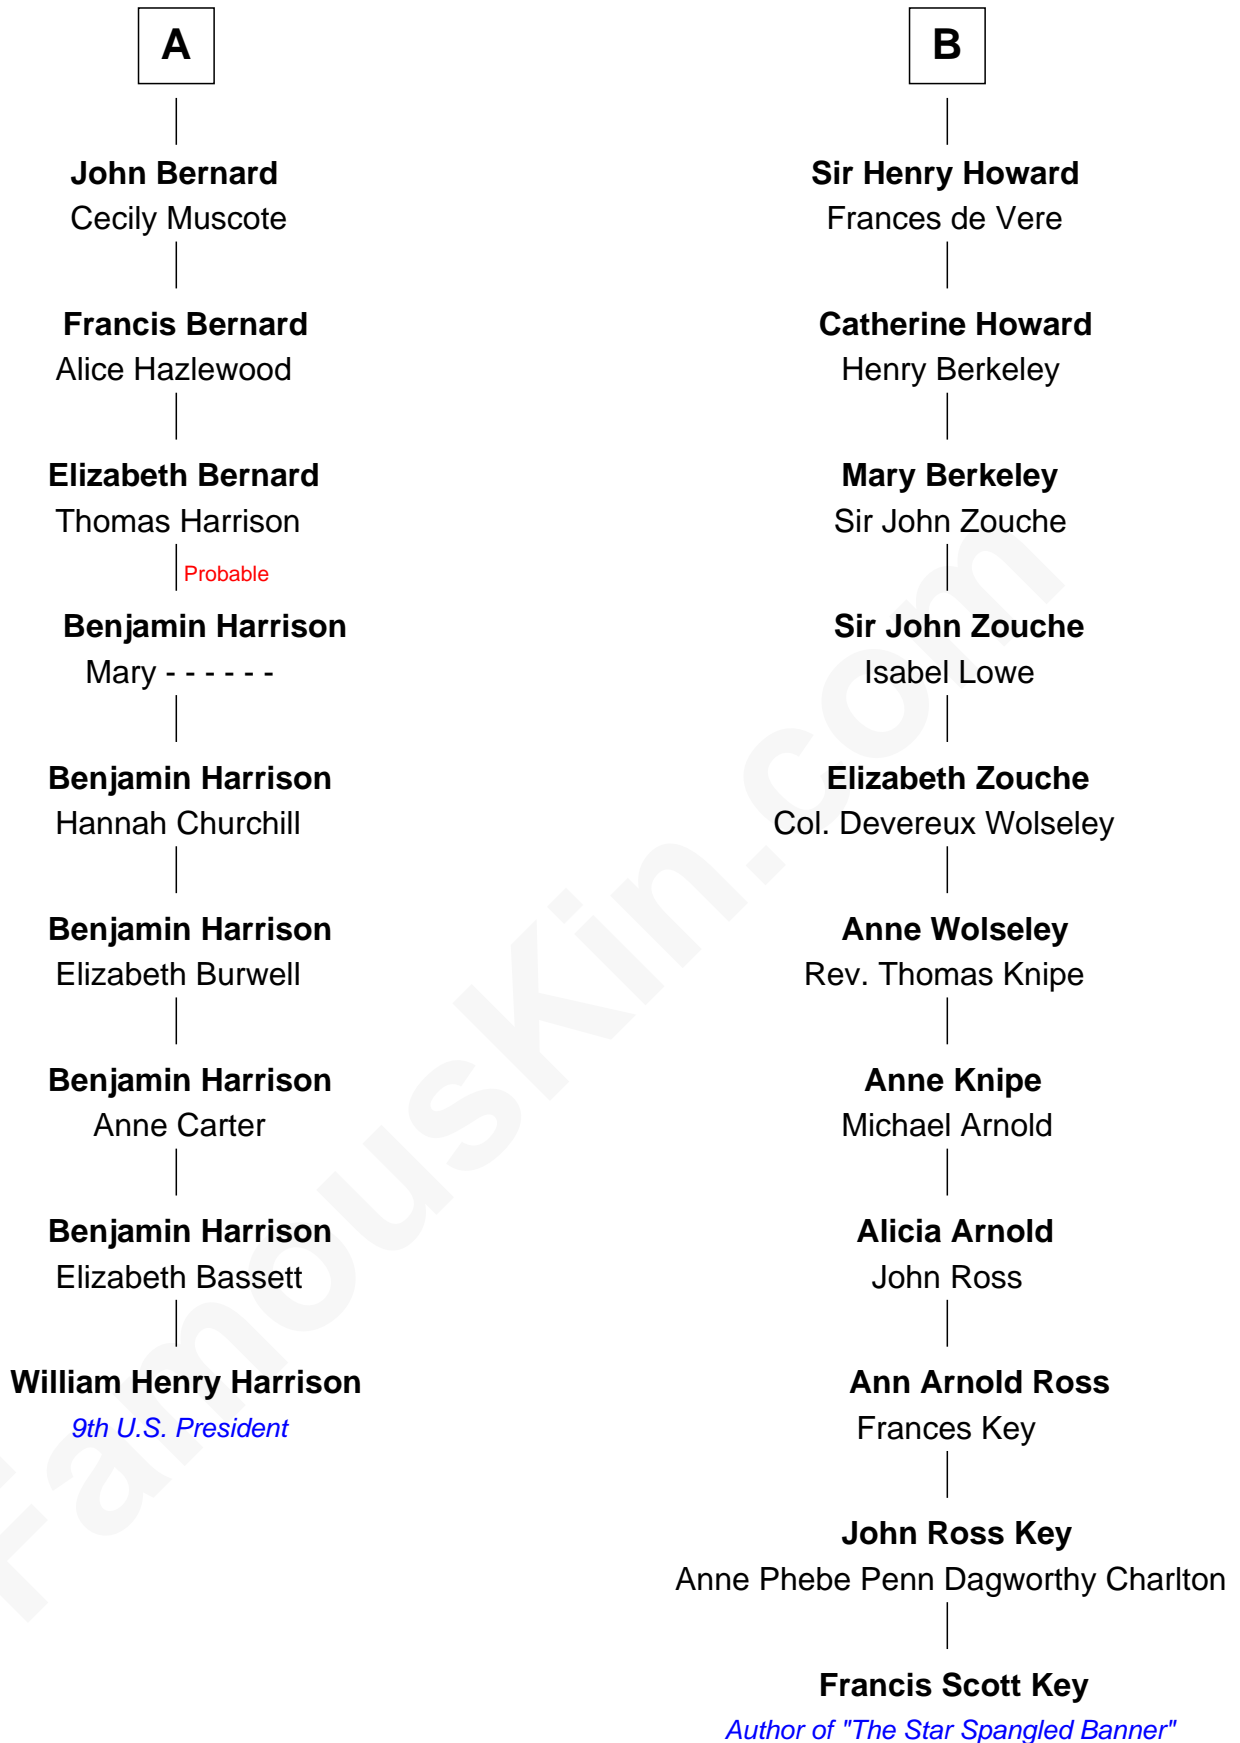 A
John Bernard
Cecily Muscote
Francis Bernard
Alice Hazlewood
Elizabeth Bernard
Thomas Harrison
Probable
Benjamin Harrison
Mary - - - - - -
Benjamin Harrison
Hannah Churchill
Benjamin Harrison
Elizabeth Burwell
Benjamin Harrison
Anne Carter
Benjamin Harrison
Elizabeth Bassett
William Henry Harrison
9th U.S. President
B
Sir Henry Howard
Frances de Vere
Catherine Howard
Henry Berkeley
Mary Berkeley
Sir John Zouche
Sir John Zouche
Isabel Lowe
Elizabeth Zouche
Col. Devereux Wolseley
Anne Wolseley
Rev. Thomas Knipe
Anne Knipe
Michael Arnold
Alicia Arnold
John Ross
Ann Arnold Ross
Frances Key
John Ross Key
Anne Phebe Penn Dagworthy Charlton
Francis Scott Key
Author of "The Star Spangled Banner"
FamousKin.com